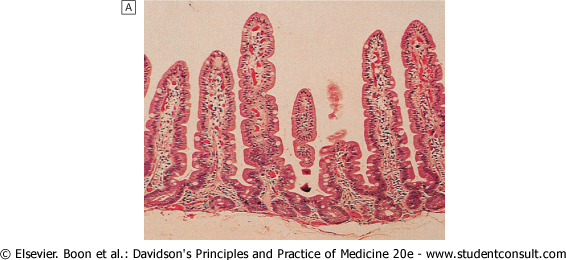 A
© Elsevier. Boon et al.: Davidson's Principles and Practice of Medicine 20e - www.studentconsult.com